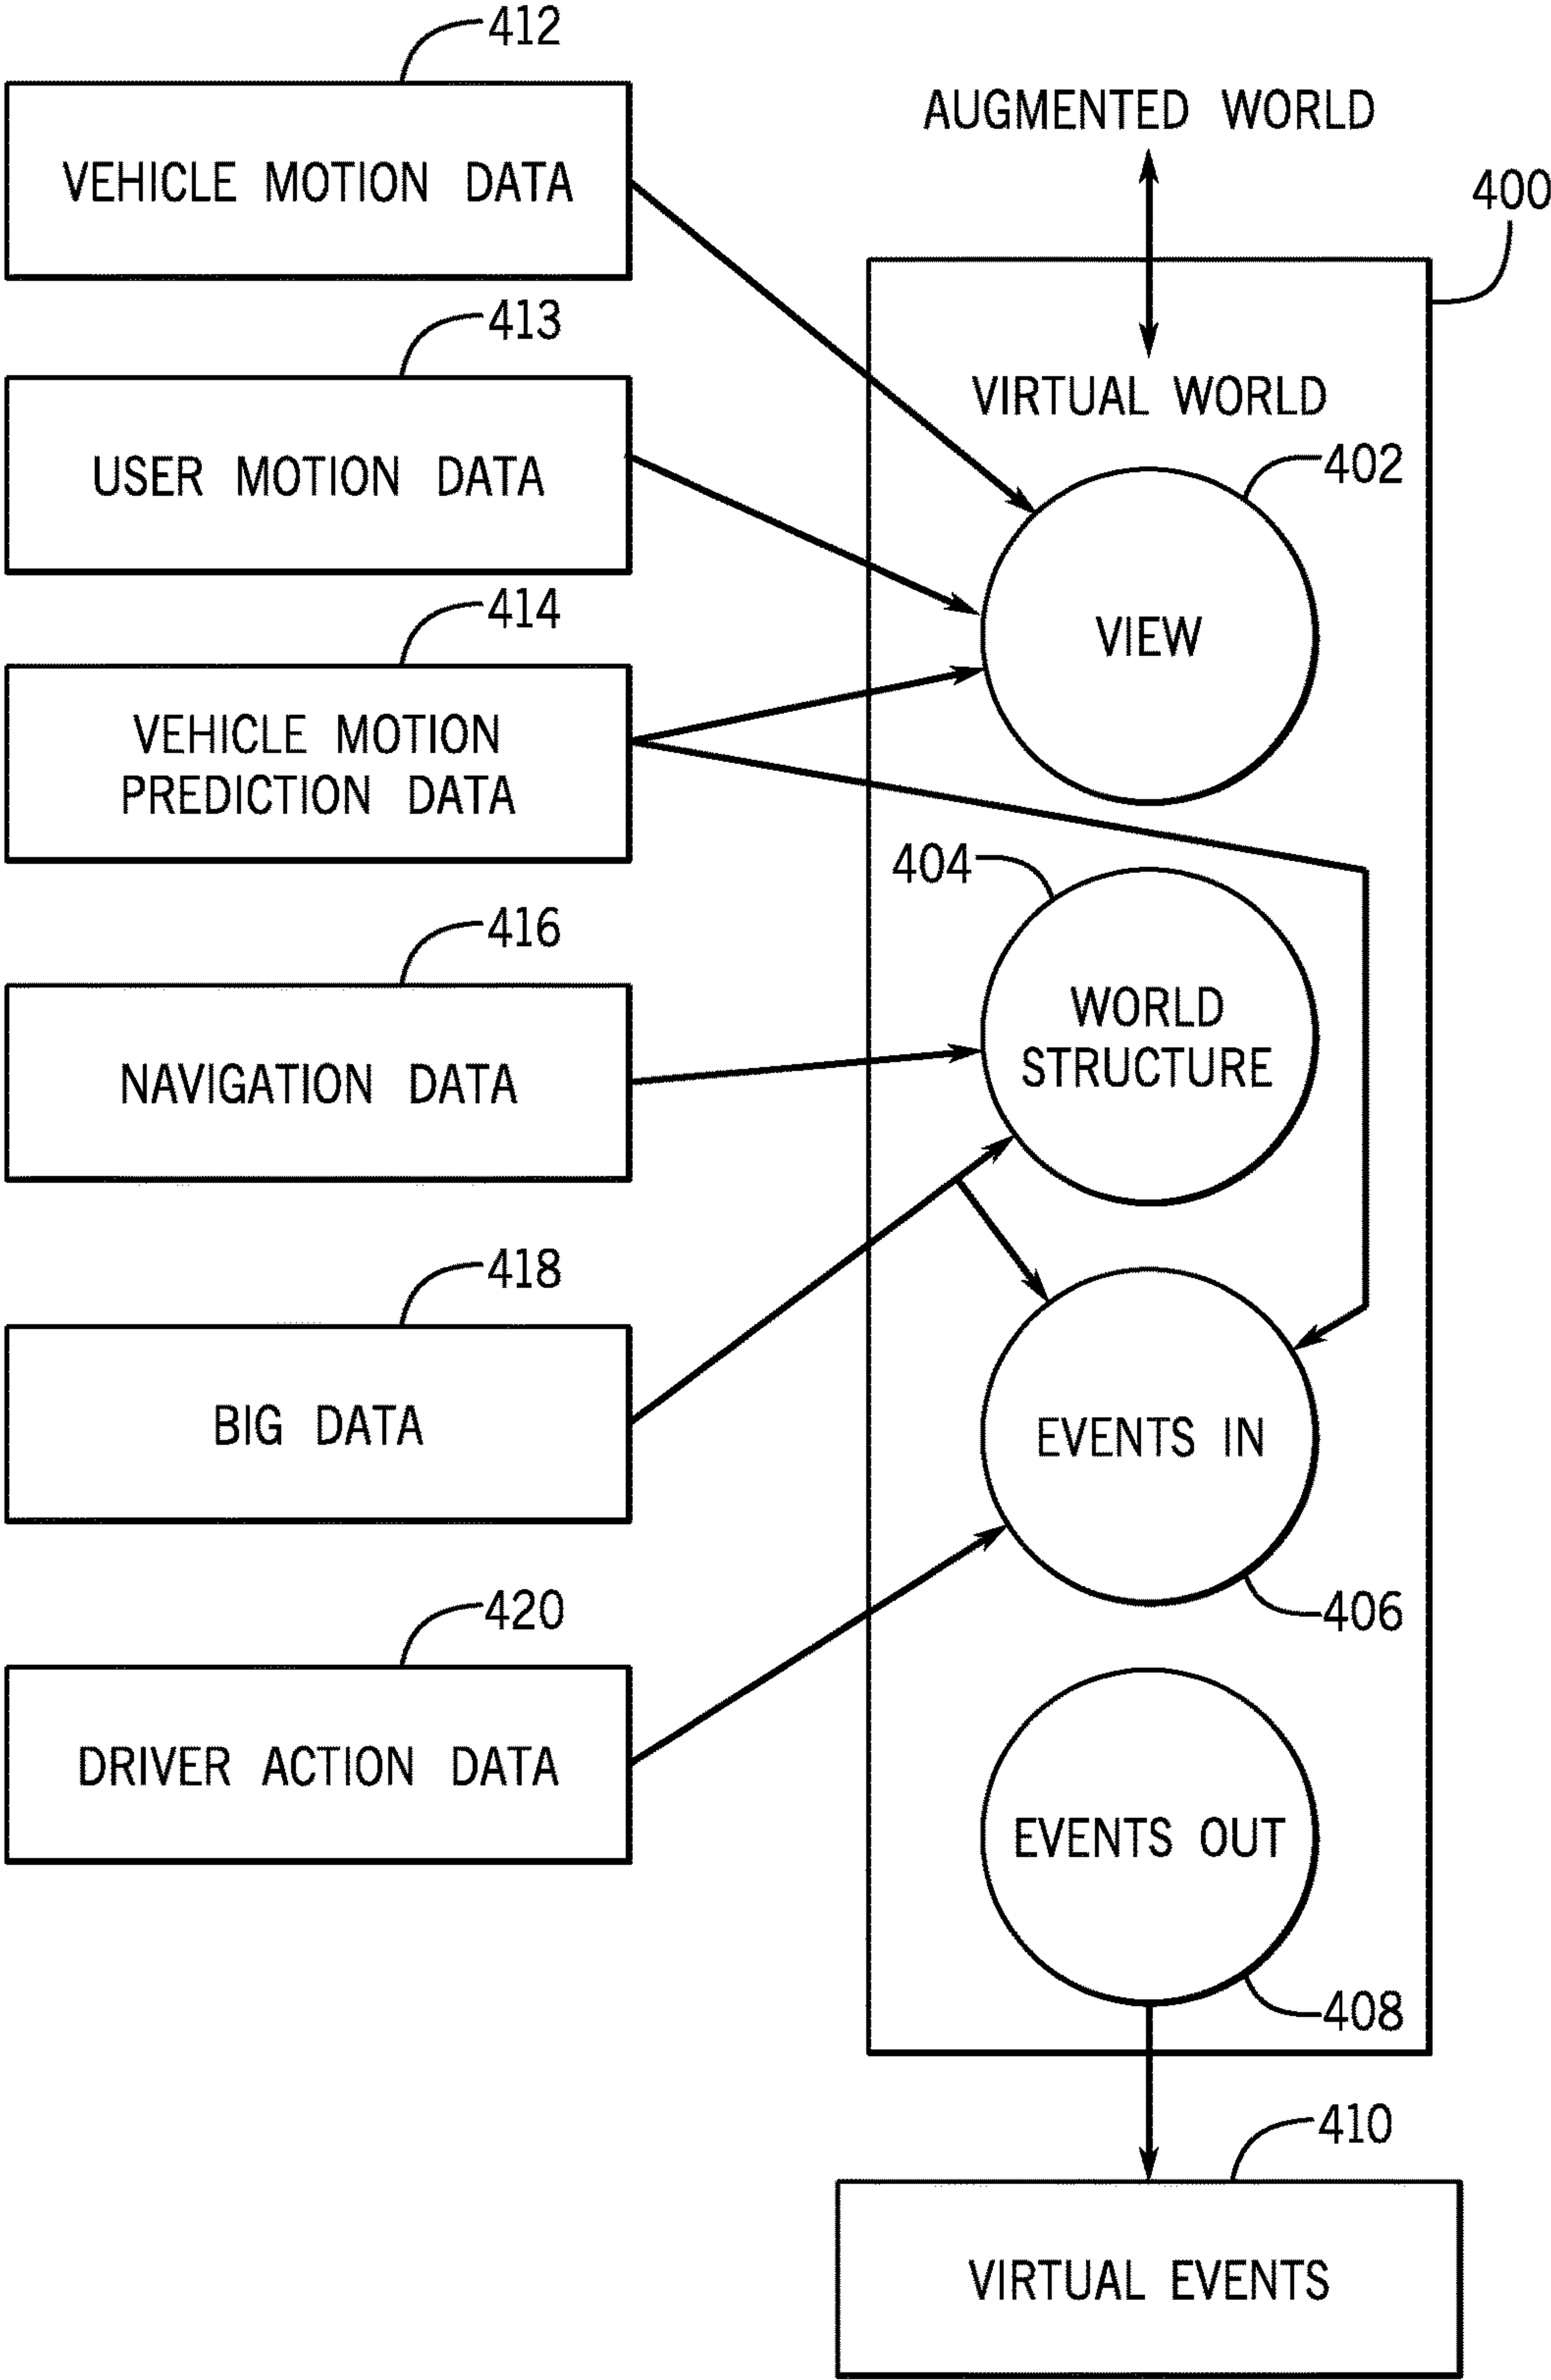 412
VEHICLE MOTION DATA
413
USER MOTION DATA
414
VEHICLE MOTION
PREDICTION DATA
416
NAVIGATION DATA
418
BIG DATA
420
DRIVER ACTION DATA
AUGMENTED WORLD
400
VIRTUAL WORLD
402
VIEW
404
WORLD
STRUCTURE
EVENTS IN
406
EVENTS OUT
408
410
VIRTUAL EVENTS